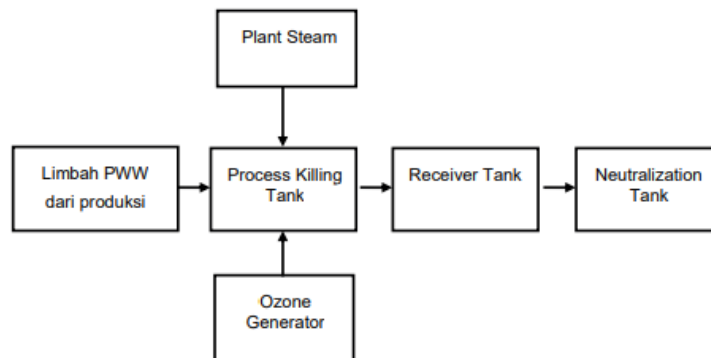 Plant Steam
Limbah PWW
dari produksi
Process Killing
Tank
Receiver Tank
Neutralization
Tank
Ozone
Generator